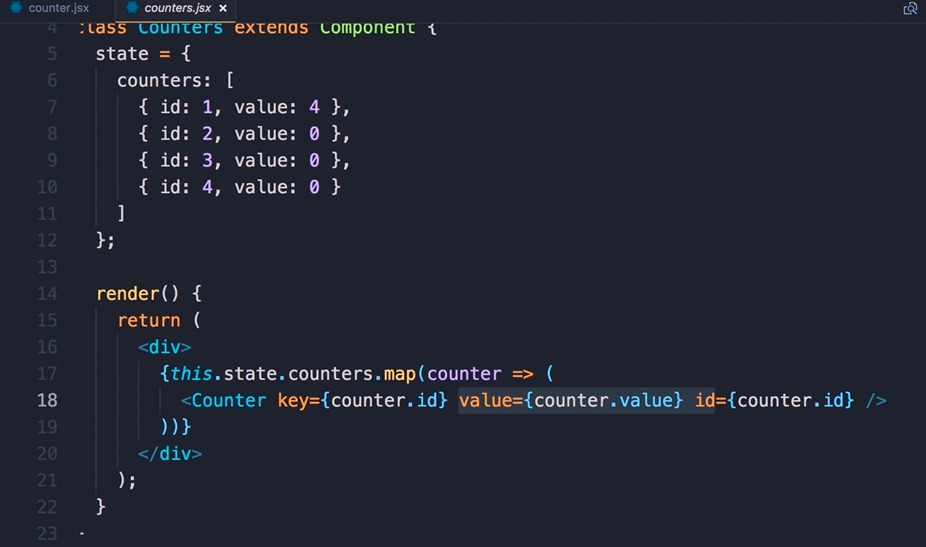 counter.jsx
counters.jsx ×
4 class Counters extends Component {
5 state = {
6 counters: [
7 { id: 1, value: 4 },
8 { id: 2, value: 0 },
9 { id: 3, value: 0 },
10 { id: 4, value: 0 }
11 ]
12 };
13
14 render() {
15 return (
16 <div>
17 {this.state.counters.map(counter => (
18 <Counter key={counter.id} value={counter.value} id={counter.id} />
19 ))}
20 </div>
21 );
22 }
23